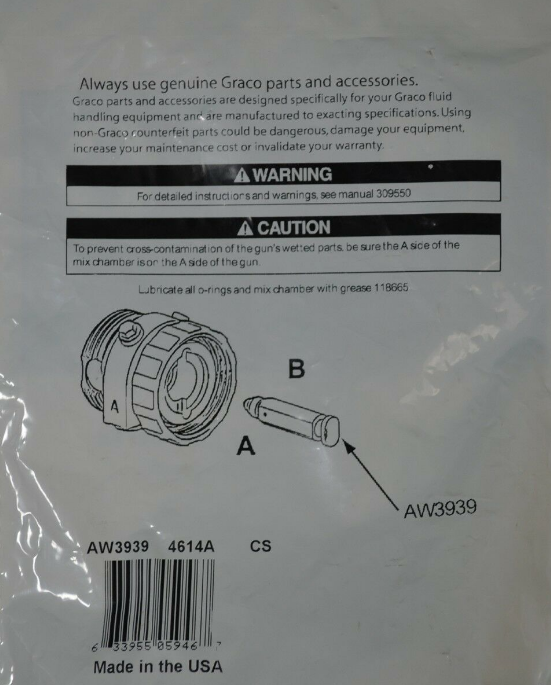 Always use genuine Graco parts and accessories.
Graco parts and accessories are designed specifically for your Graco fluid
handling equipment and are manufactured to exacting specifications. Using
non-Graco counterfeit parts could be dangerous, damage your equipment,
increase your maintenance cost or invalidate your warranty.
WARNING
For detailed instructions and warnings, see manual 309550
CAUTION
To prevent cross-contamination of the gun's wetted parts, be sure the A side of the
mix chamber is on the A side of the gun.
Lubricate all o-rings and mix chamber with grease 118665
B
A
A
AW3939
AW3939 4614A CS
6 33955 05946 7
Made in the USA